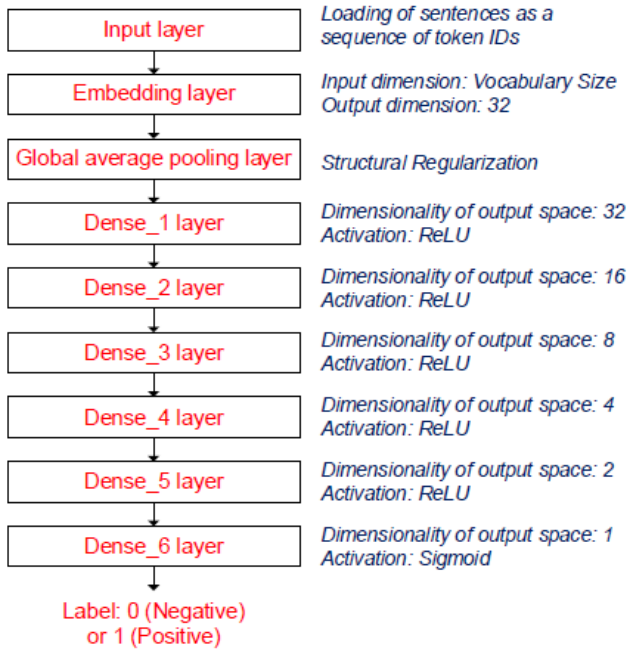 Input layer
Loading of sentences as a
sequence of token IDs
Embedding layer
Input dimension: Vocabulary Size
Output dimension: 32
Global average pooling layer
Structural Regularization
Dense_1 layer
Dimensionality of output space: 32
Activation: ReLU
Dense_2 layer
Dimensionality of output space: 16
Activation: ReLU
Dense_3 layer
Dimensionality of output space: 8
Activation: ReLU
Dense_4 layer
Dimensionality of output space: 4
Activation: ReLU
Dense_5 layer
Dimensionality of output space: 2
Activation: ReLU
Dense_6 layer
Dimensionality of output space: 1
Activation: Sigmoid
Label: 0 (Negative)
or 1 (Positive)